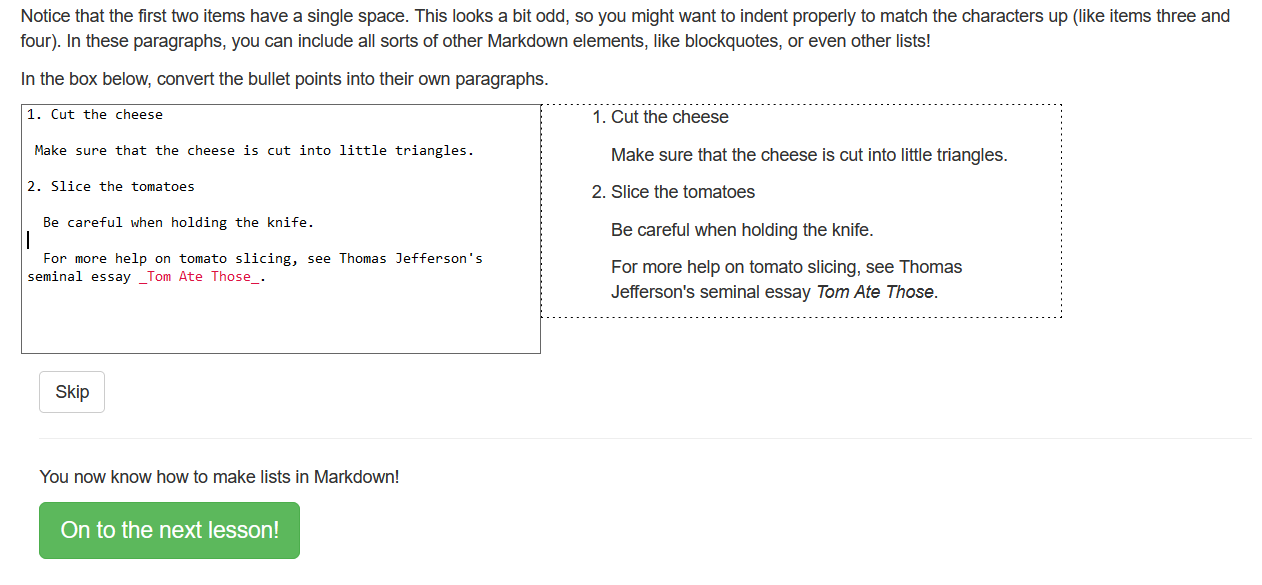 Notice that the first two items have a single space. This looks a bit odd, so you might want to indent properly to match the characters up (like items three and
four). In these paragraphs, you can include all sorts of other Markdown elements, like blockquotes, or even other lists!
In the box below, convert the bullet points into their own paragraphs.
1. Cut the cheese
Make sure that the cheese is cut into little triangles.
2. Slice the tomatoes
Be careful when holding the knife.
For more help on tomato slicing, see Thomas Jefferson's
seminal essay _Tom Ate Those_.
1. Cut the cheese
Make sure that the cheese is cut into little triangles.
2. Slice the tomatoes
Be careful when holding the knife.
For more help on tomato slicing, see Thomas
Jefferson's seminal essay Tom Ate Those.
Skip
You now know how to make lists in Markdown!
On to the next lesson!